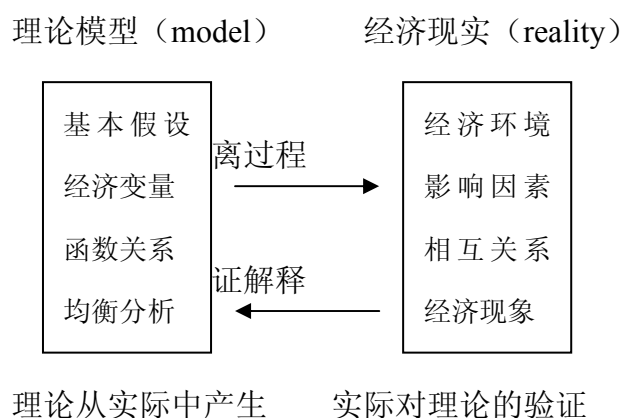 理论模型（model）
经济现实（reality）
基本假设
经济变量
函数关系
均衡分析
离过程
证解释
经济环境
影响因素
相互关系
经济现象
理论从实际中产生
实际对理论的验证